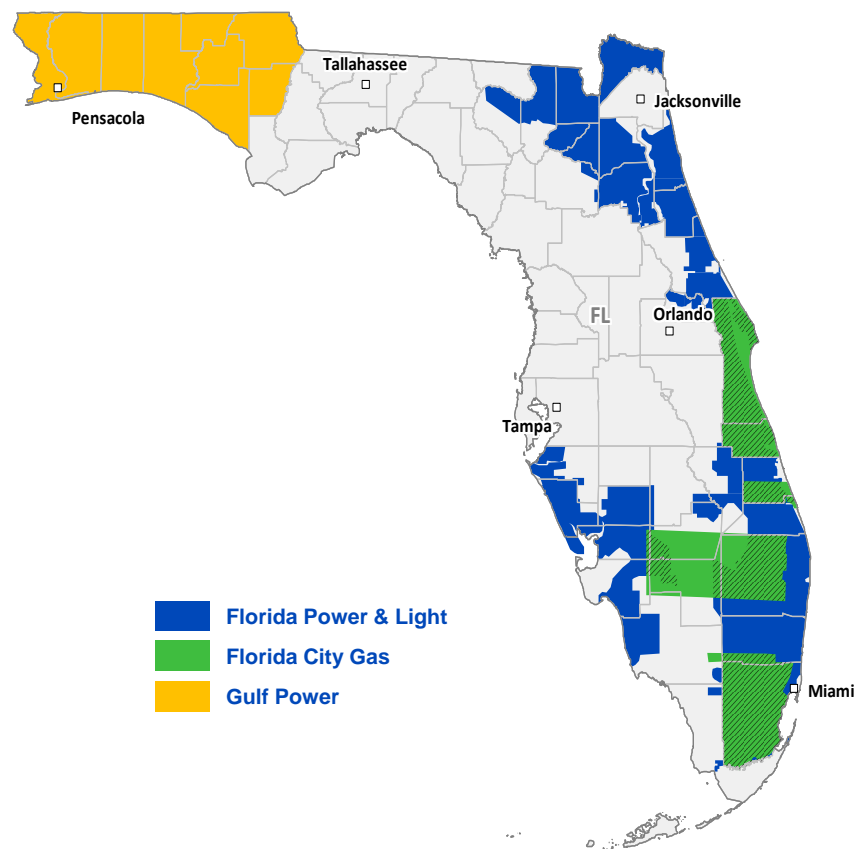 Tallahassee
Jacksonville
Pensacola
FL
Orlando
Tampa
Florida Power & Light
Florida City Gas
Gulf Power
Miami